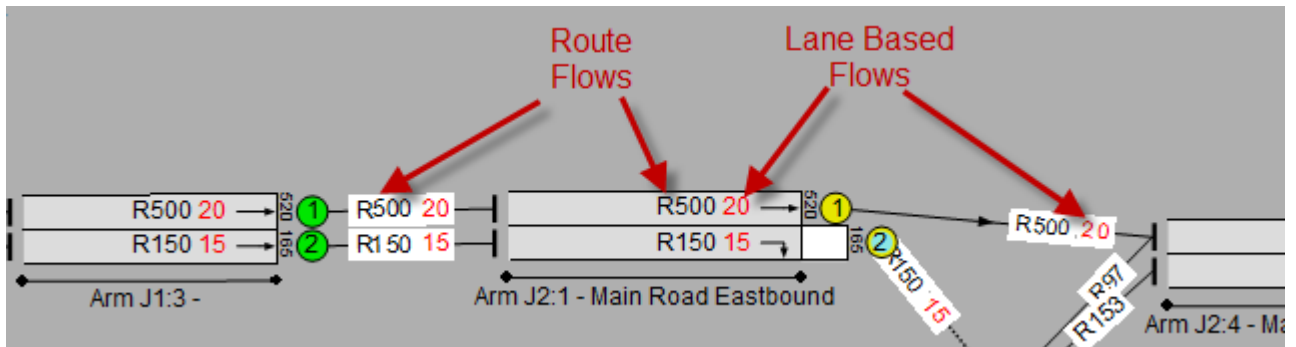 Route
Flows
Lane Based
Flows
R500 20
520
1
R500 20
R500 20
520
1
R500 20
R150 15
165
2
R150 15
R150 15
165
2
R150 15
R97
R153
Arm J1:3 -
Arm J2:1 - Main Road Eastbound
Arm J2:4 - Ma